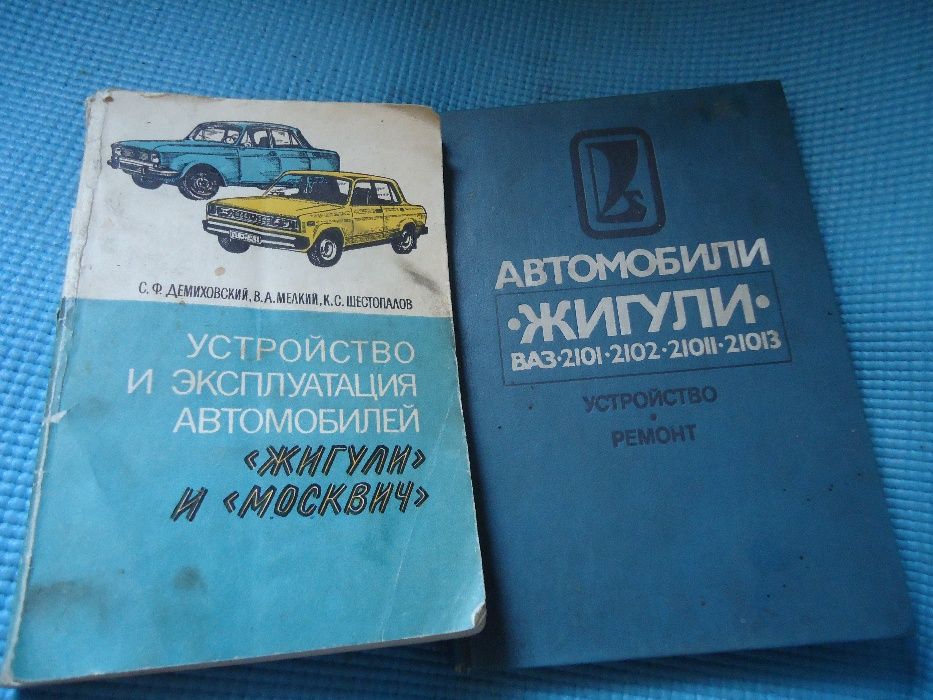 С. Ф. ДЕМИХОВСКИЙ, В. А. МЕЛКИЙ, К. С. ШЕСТОПАЛОВ
УСТРОЙСТВО
И ЭКСПЛУАТАЦИЯ
АВТОМОБИЛЕЙ
«ЖИГУЛИ»
И «МОСКВИЧ»
АВТОМОБИЛИ
•ЖИГУЛИ•
ВАЗ•2101•2102•21011•21013
УСТРОЙСТВО
•
РЕМОНТ